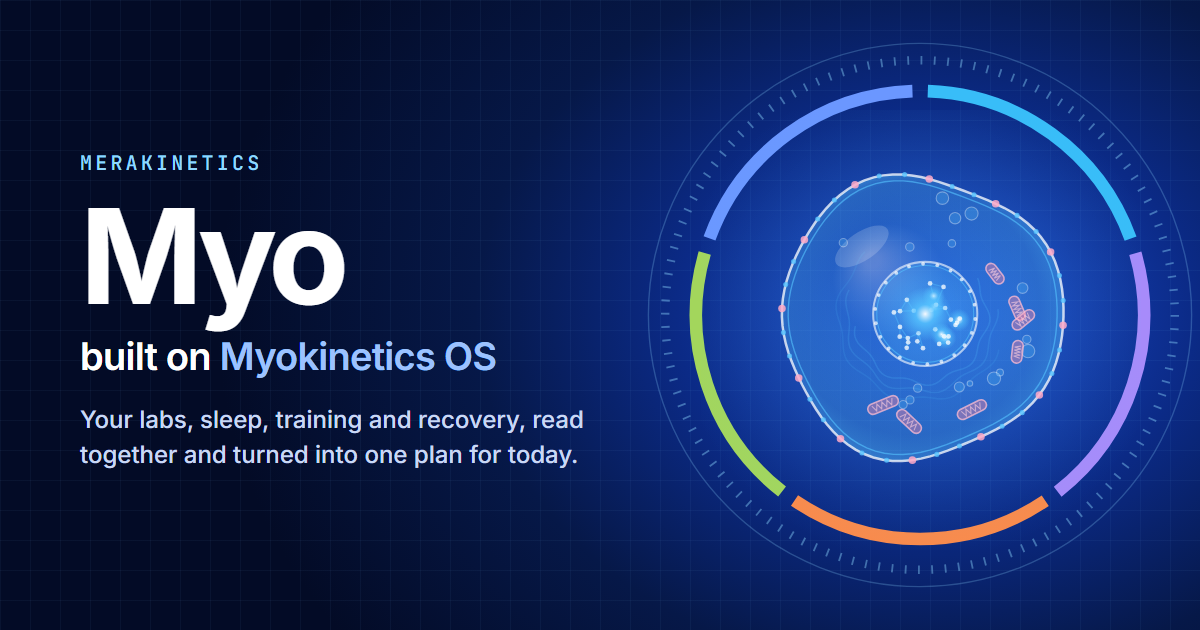 MERAKINETICS
Myo
built on Myokinetics OS
Your labs, sleep, training and recovery, read
together and turned into one plan for today.